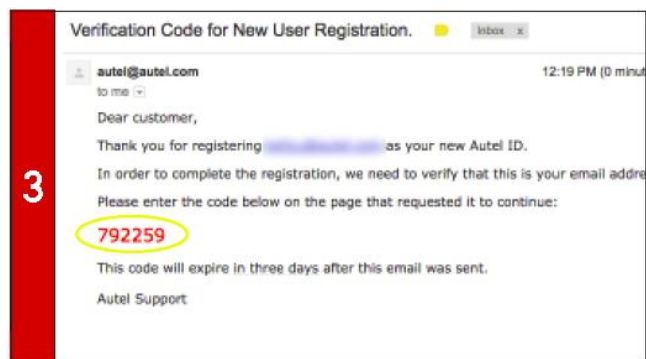 Verification Code for New User Registration.
Inbox x
autel@autel.com 12:19 PM (0 minut
to me
Dear customer,
Thank you for registering as your new Autel ID.
In order to complete the registration, we need to verify that this is your email addre
Please enter the code below on the page that requested it to continue:
3
792259
This code will expire in three days after this email was sent.
Autel Support